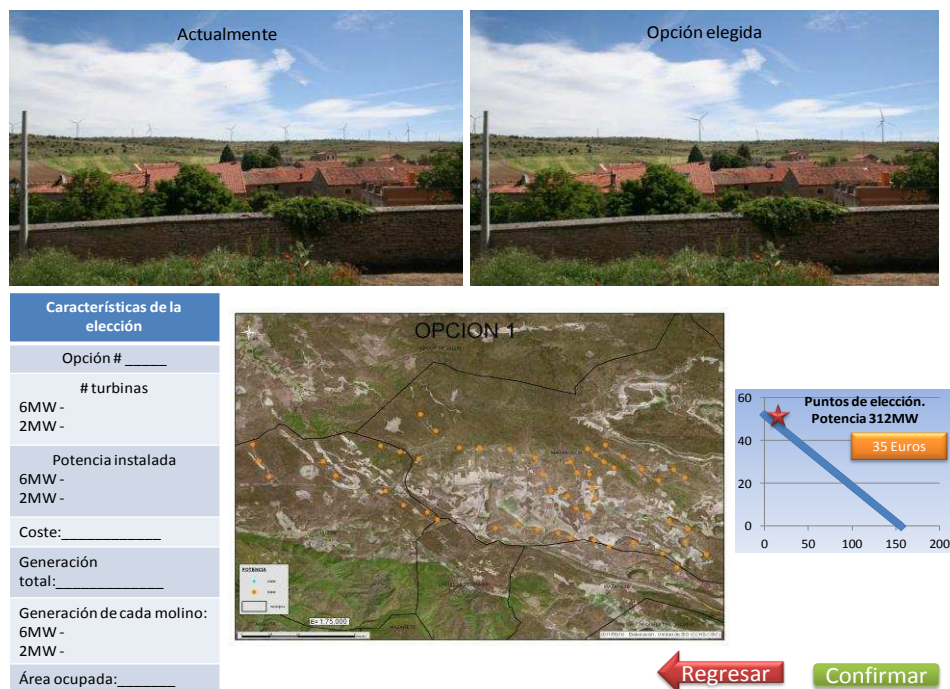 Actualmente
Opción elegida
Características de la
elección
Opción # _____
# turbinas
6MW -
2MW -
Potencia instalada
6MW -
2MW -
Coste:____________
Generación
total:_____________
Generación de cada molino:
6MW -
2MW -
Área ocupada:_______
OPCION 1
POTENCIA
E= 1:75.000
Puntos de elección.
Potencia 312MW
35 Euros
60
40
20
0
0
50
100
150
200
Regresar
Confirmar